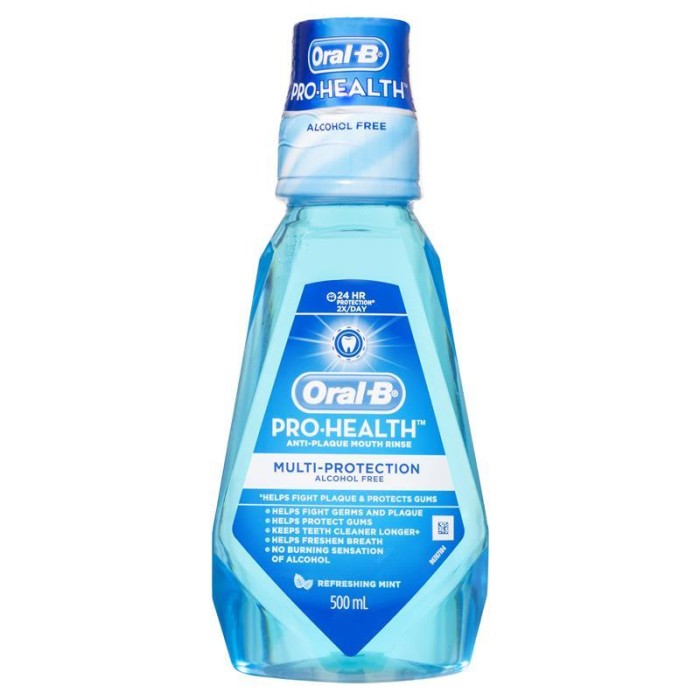 Oral-B®
PRO-HEALTH™
ALCOHOL FREE
24 HR
PROTECTION*
2X/DAY
Oral-B®
PRO-HEALTH™
ANTI-PLAQUE MOUTH RINSE
MULTI-PROTECTION
ALCOHOL FREE
*HELPS FIGHT PLAQUE & PROTECTS GUMS
• HELPS FIGHT GERMS AND PLAQUE
• HELPS PROTECT GUMS
• KEEPS TEETH CLEANER LONGER+
• HELPS FRESHEN BREATH
• NO BURNING SENSATION
OF ALCOHOL
REFRESHING MINT
500 mL